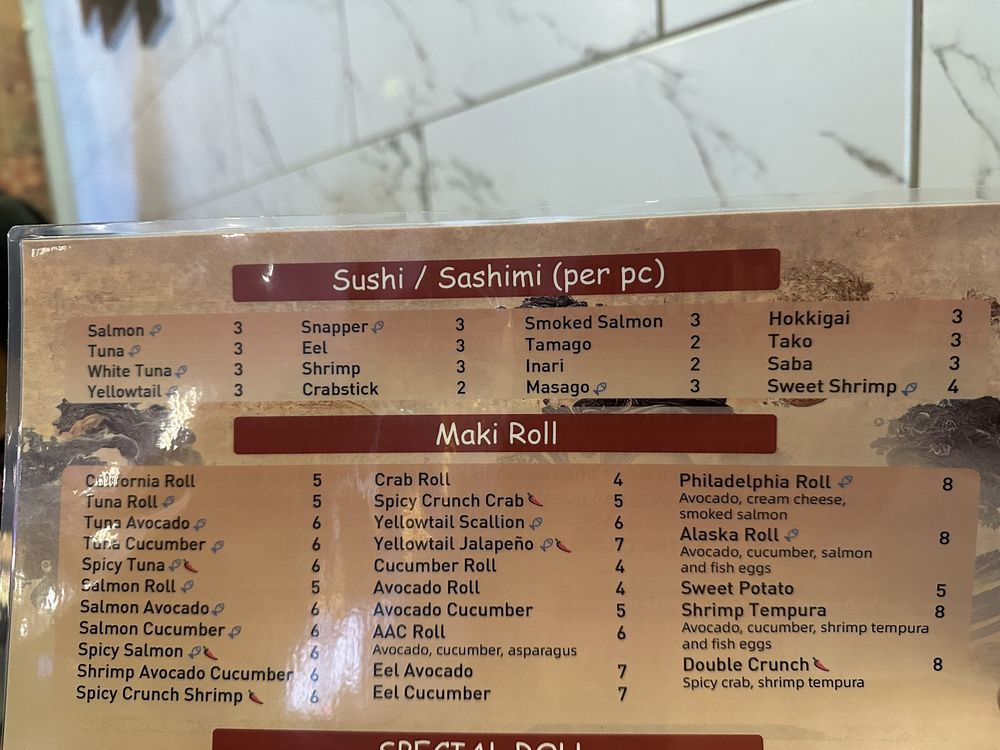 Sushi / Sashimi (per pc)
Salmon 3
Tuna 3
White Tuna 3
Yellowtail 3
Snapper 3
Eel 3
Shrimp 3
Crabstick 2
Smoked Salmon 3
Tamago 2
Inari 2
Masago 3
Hokkigai 3
Tako 3
Saba 3
Sweet Shrimp 4
Maki Roll
California Roll 5
Tuna Roll 5
Tuna Avocado 6
Tuna Cucumber 6
Spicy Tuna 6
Salmon Roll 5
Salmon Avocado 6
Salmon Cucumber 6
Spicy Salmon 6
Shrimp Avocado Cucumber 6
Spicy Crunch Shrimp 6
Crab Roll 4
Spicy Crunch Crab 5
Yellowtail Scallion 6
Yellowtail Jalapeño 7
Cucumber Roll 4
Avocado Roll 4
Avocado Cucumber 5
AAC Roll 6
Avocado, cucumber, asparagus
Eel Avocado 7
Eel Cucumber 7
Philadelphia Roll 8
Avocado, cream cheese,
smoked salmon
Alaska Roll 8
Avocado, cucumber, salmon
and fish eggs
Sweet Potato 5
Shrimp Tempura 8
Avocado, cucumber, shrimp tempura
and fish eggs
Double Crunch 8
Spicy crab, shrimp tempura
SPECIAL ROLL